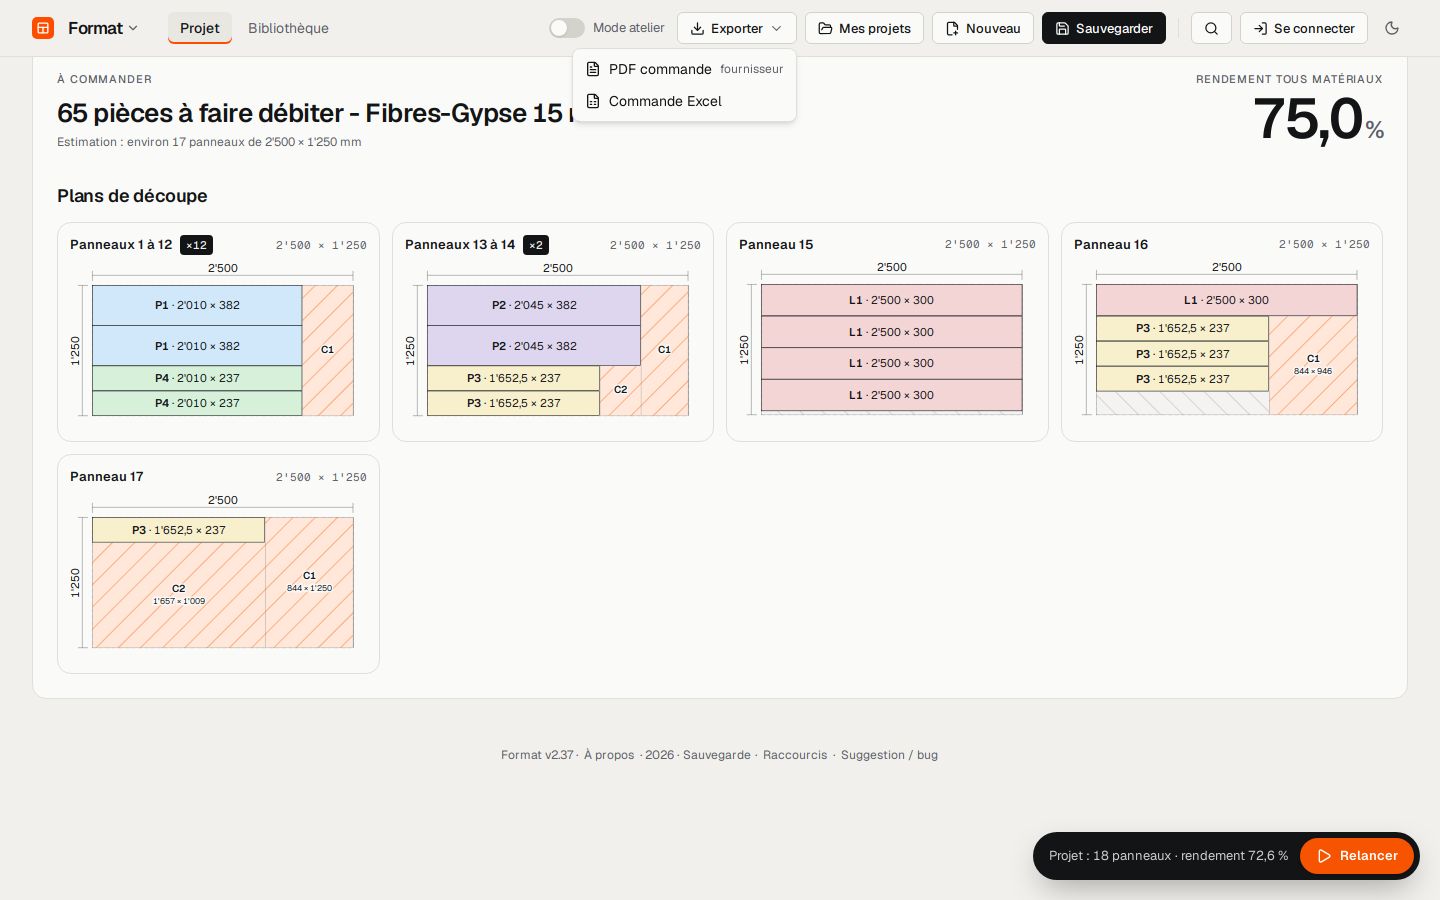 Format
Projet
Bibliothèque
Mode atelier
Exporter
Mes projets
Nouveau
Sauvegarder
Se connecter
PDF commande fournisseur
Commande Excel
À COMMANDER
65 pièces à faire débiter - Fibres-Gypse 15
Estimation : environ 17 panneaux de 2'500 × 1'250 mm
RENDEMENT TOUS MATÉRIAUX
75,0 %
Plans de découpe
Panneaux 1 à 12 ×12 2'500 × 1'250
2'500
1'250
P1 · 2'010 × 382
P1 · 2'010 × 382
P4 · 2'010 × 237
P4 · 2'010 × 237
C1
Panneaux 13 à 14 ×2 2'500 × 1'250
2'500
1'250
P2 · 2'045 × 382
P2 · 2'045 × 382
P3 · 1'652,5 × 237
P3 · 1'652,5 × 237
C2
C1
Panneau 15 2'500 × 1'250
2'500
1'250
L1 · 2'500 × 300
L1 · 2'500 × 300
L1 · 2'500 × 300
L1 · 2'500 × 300
Panneau 16 2'500 × 1'250
2'500
1'250
L1 · 2'500 × 300
P3 · 1'652,5 × 237
P3 · 1'652,5 × 237
P3 · 1'652,5 × 237
C1
844 × 946
Panneau 17 2'500 × 1'250
2'500
1'250
P3 · 1'652,5 × 237
C2
1'657 × 1'009
C1
844 × 1'250
Format v2.37 · À propos · 2026 · Sauvegarde · Raccourcis · Suggestion / bug
Projet : 18 panneaux · rendement 72,6 %
Relancer